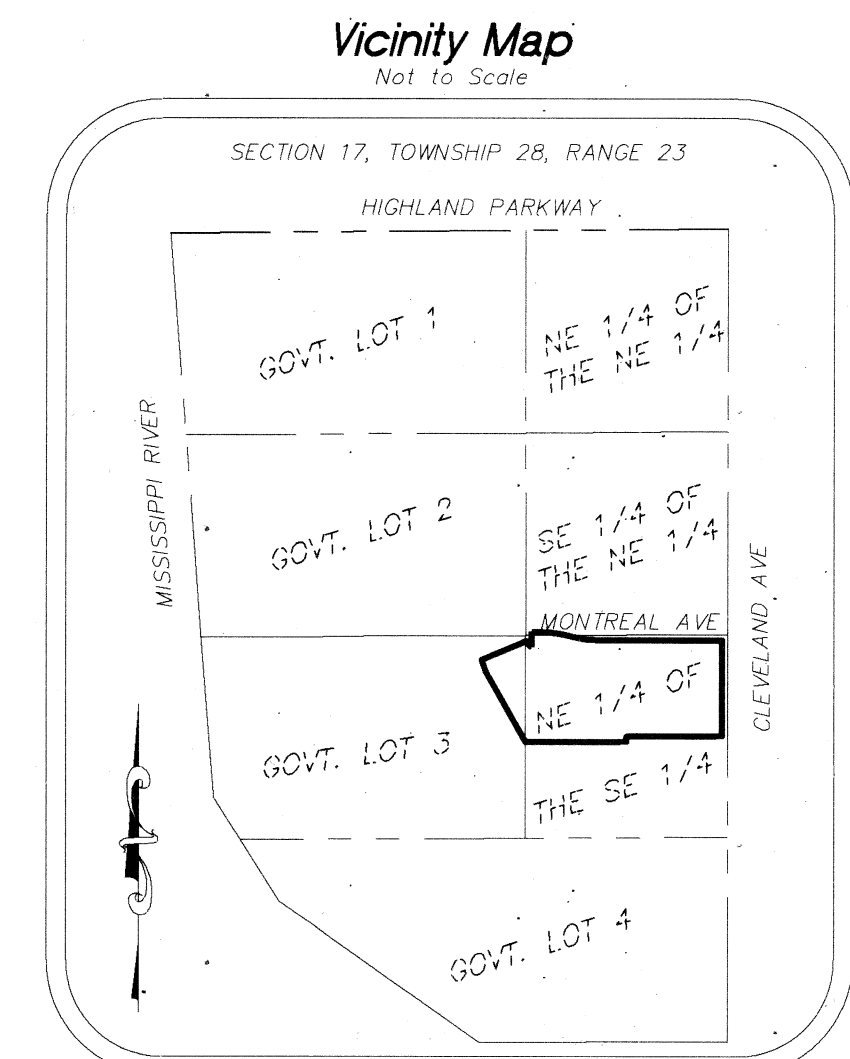 Vicinity Map
Not to Scale
SECTION 17, TOWNSHIP 28, RANGE 23
HIGHLAND PARKWAY
GOVT. LOT 1
NE 1/4 OF
THE NE 1/4
MISSISSIPPI RIVER
GOVT. LOT 2
SE 1/4 OF
THE NE 1/4
MONTREAL AVE
CLEVELAND AVE
GOVT. LOT 3
NE 1/4 OF
THE SE 1/4
GOVT. LOT 4